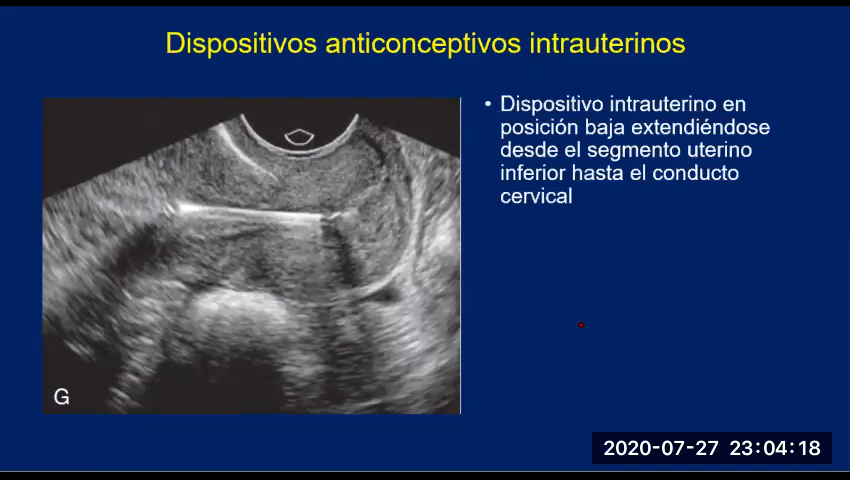 Dispositivos anticonceptivos intrauterinos
• Dispositivo intrauterino en
posición baja extendiéndose
desde el segmento uterino
inferior hasta el conducto
cervical
G
2020-07-27 23:04:18